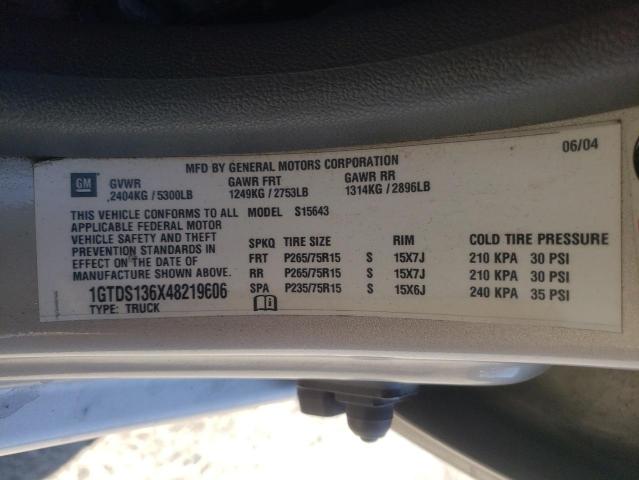 06/04
MFD BY GENERAL MOTORS CORPORATION
GM GVWR GAWR FRT GAWR RR
2404KG / 5300LB 1249KG / 2753LB 1314KG / 2896LB
THIS VEHICLE CONFORMS TO ALL MODEL S15643
APPLICABLE FEDERAL MOTOR
VEHICLE SAFETY AND THEFT
PREVENTION STANDARDS IN
EFFECT ON THE DATE OF
MANUFACTURE SHOWN ABOVE.
SPKQ TIRE SIZE RIM COLD TIRE PRESSURE
FRT P265/75R15 S 15X7J 210 KPA 30 PSI
RR P265/75R15 S 15X7J 210 KPA 30 PSI
SPA P235/75R15 S 15X6J 240 KPA 35 PSI
1GTDS136X48219606
TYPE: TRUCK